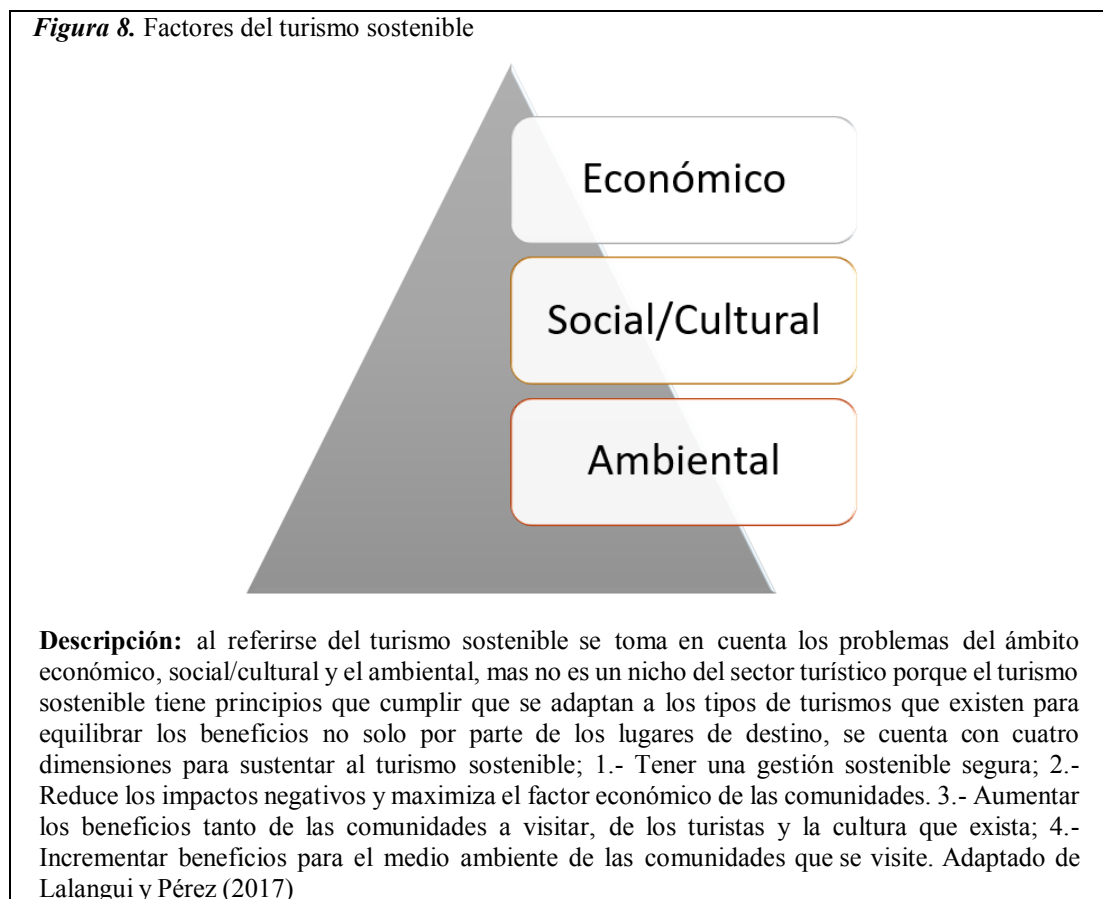 Figura 8. Factores del turismo sostenible
Económico
Social/Cultural
Ambiental
Descripción: al referirse del turismo sostenible se toma en cuenta los problemas del ámbito
económico, social/cultural y el ambiental, mas no es un nicho del sector turístico porque el turismo
sostenible tiene principios que cumplir que se adaptan a los tipos de turismos que existen para
equilibrar los beneficios no solo por parte de los lugares de destino, se cuenta con cuatro
dimensiones para sustentar al turismo sostenible; 1.- Tener una gestión sostenible segura; 2.-
Reduce los impactos negativos y maximiza el factor económico de las comunidades. 3.- Aumentar
los beneficios tanto de las comunidades a visitar, de los turistas y la cultura que exista; 4.-
Incrementar beneficios para el medio ambiente de las comunidades que se visite. Adaptado de
Lalangui y Pérez (2017)